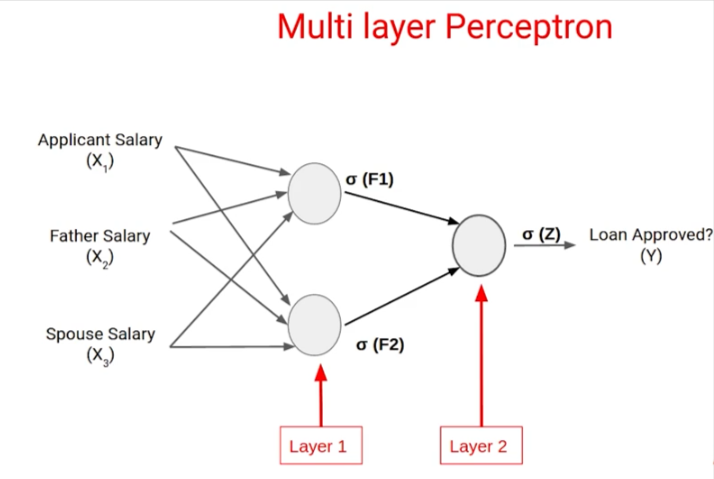 Multi layer Perceptron
Applicant Salary
(X₁)
σ (F1)
Father Salary
(X₂)
σ (Z)
Loan Approved?
(Y)
Spouse Salary
(X₃)
σ (F2)
Layer 1
Layer 2